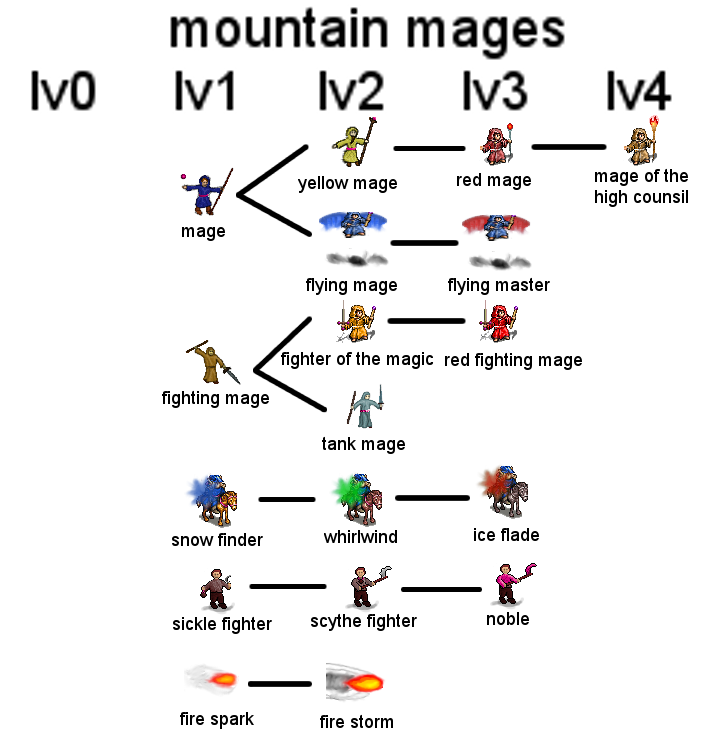 mountain mages
lv0 lv1 lv2 lv3 lv4
mage
yellow mage
red mage
mage of the
high counsil
flying mage
flying master
fighting mage
fighter of the magic
red fighting mage
tank mage
snow finder
whirlwind
ice flade
sickle fighter
scythe fighter
noble
fire spark
fire storm